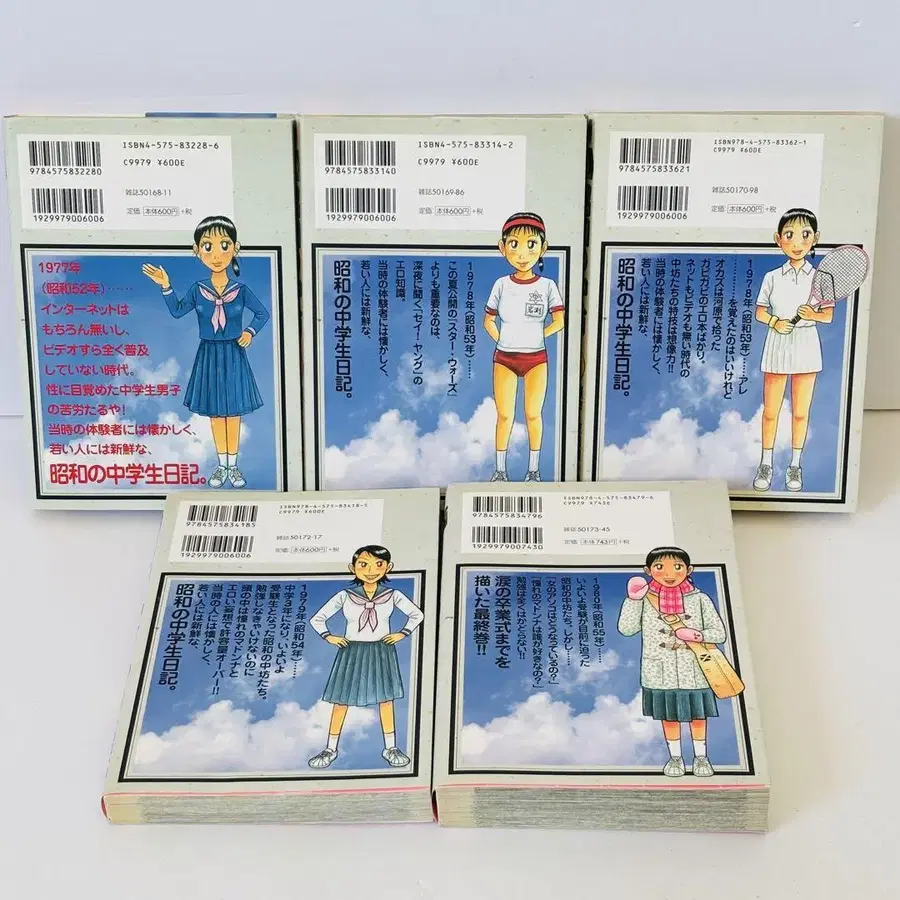 ISBN4-575-83228-6
C9979 ¥600E
9784575832280
雑誌50168-11
1929979006006
定価 本体600円 +税
1977年
(昭和52年)……
インターネットは
もちろん無いし、
ビデオすら全く普及
していない時代。
性に目覚めた中学生男子
の苦労たるや!
当時の体験者には懐かしく、
若い人には新鮮な、
昭和の中学生日記。
ISBN4-575-83314-2
C9979 ¥600E
9784575833140
雑誌50169-86
1929979006006
定価 本体600円 +税
1978年(昭和53年)……
この夏公開の「スター・ウォーズ」
よりも重要なのは、
深夜に聞く「セイ!ヤング」の
エロ知識。
当時の体験者には懐かしく、
若い人には新鮮な、
昭和の中学生日記。
ISBN978-4-575-83362-1
C9979 ¥600E
9784575833621
雑誌50170-98
1929979006006
定価 本体600円 +税
1978年(昭和53年)……アレ
……を覚えたのはいいけれど
オカズは河原で拾った
ガビガビのエロ本ばかり。
ネットもビデオも無い時代の
中坊たちの特技は想像力!!
当時の体験者には懐かしく、
若い人には新鮮な、
昭和の中学生日記。
ISBN978-4-575-83418-5
C9979 ¥600E
9784575834185
雑誌50172-17
1929979006006
定価 本体600円 +税
1979年(昭和54年)……
中学3年になり、いよいよ
受験生となった昭和の中坊たち。
勉強しなきゃいけないのに
頭の中は憧れのマドンナと
エロい妄想で許容量オーバー!!
当時の人には懐かしく、
若い人には新鮮な、
昭和の中学生日記。
ISBN978-4-575-83479-6
C9979 ¥743E
9784575834796
雑誌50173-45
1929979007430
定価 本体743円 +税
1980年(昭和55年)……
いよいよ受験が目前に迫った
昭和の中坊たち。しかし……
「女のアソコはどうなっているの?」
「憧れのマドンナは誰が好きなの?」
勉強は全くはかどらない!!
涙の卒業式までを
描いた最終巻!!